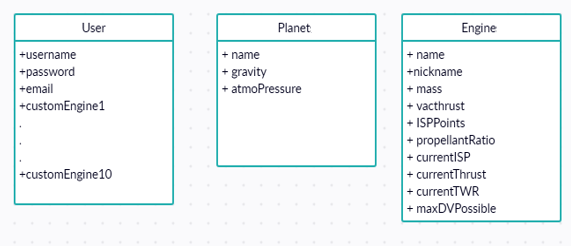 User
+username
+password
+email
+customEngine1
.
.
.
+customEngine10
Planet
+ name
+ gravity
+ atmoPressure
Engine
+ name
+nickname
+ mass
+ vacthrust
+ ISPPoints
+ propellantRatio
+ currentISP
+ currentThrust
+ currentTWR
+ maxDVPossible